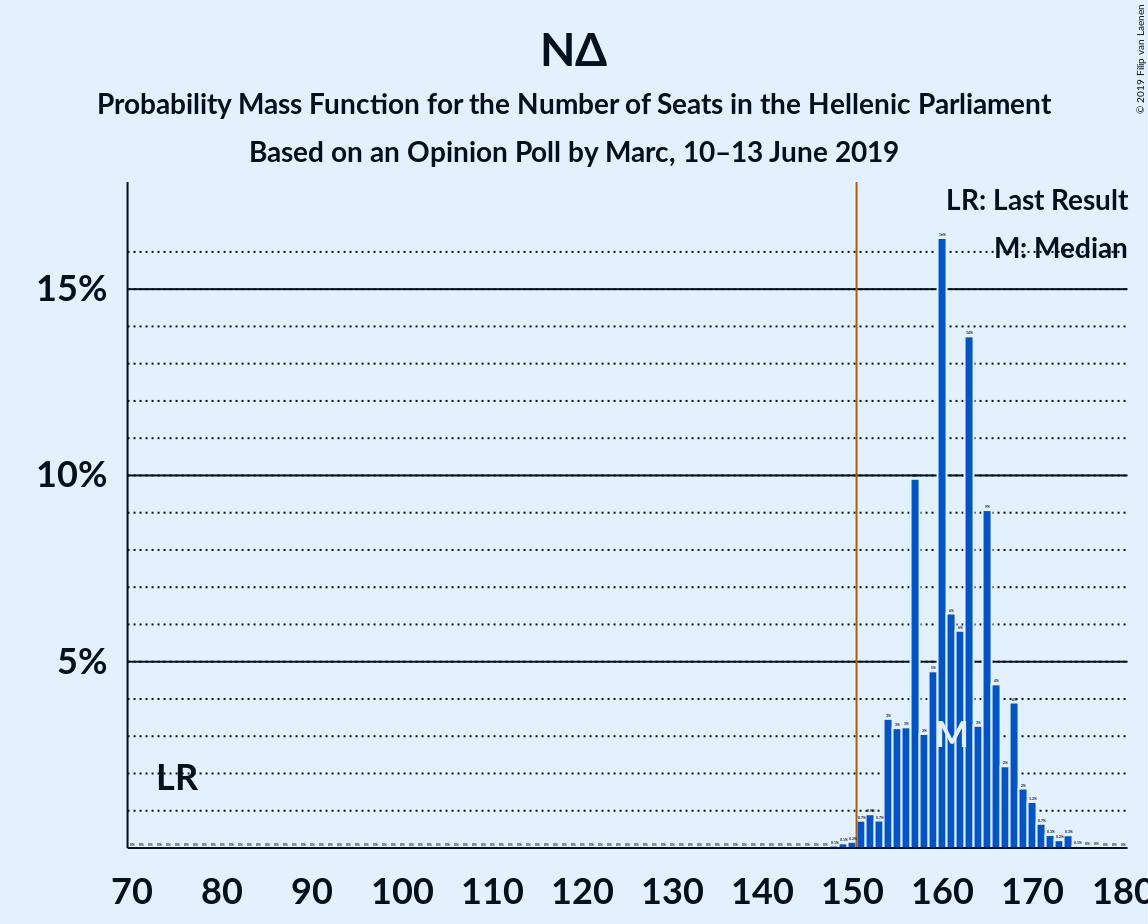 NΔ
Probability Mass Function for the Number of Seats in the Hellenic Parliament
Based on an Opinion Poll by Marc, 10–13 June 2019
© 2019 Filip van Laenen
LR: Last Result
M: Median
15%
10%
5%
LR
M
70 80 90 100 110 120 130 140 150 160 170 180